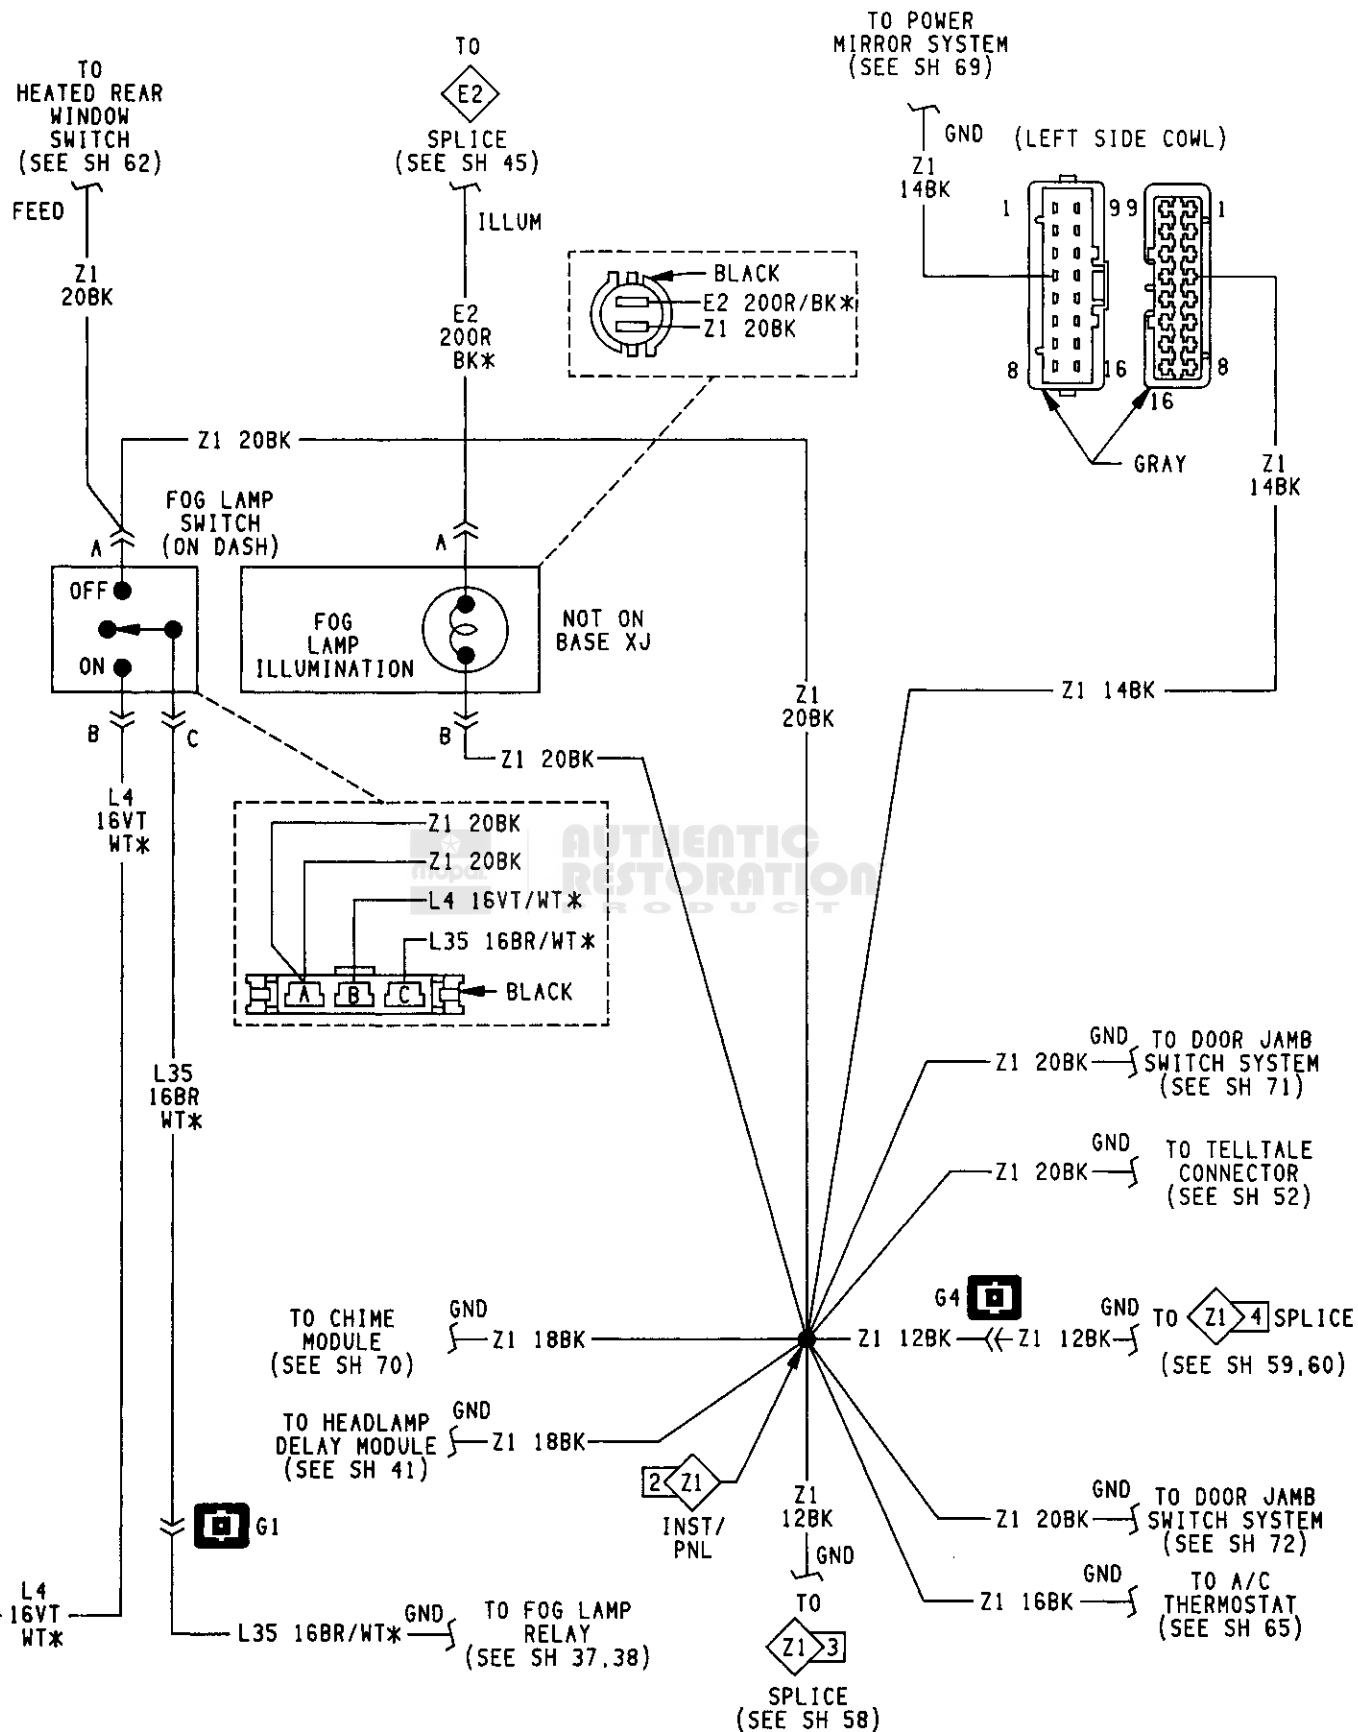 TO
HEATED REAR
WINDOW
SWITCH
(SEE SH 62)
FEED
Z1
20BK
TO
E2
SPLICE
(SEE SH 45)
ILLUM
E2
200R
BK*
BLACK
E2 200R/BK*
Z1 20BK
TO POWER
MIRROR SYSTEM
(SEE SH 69)
GND
(LEFT SIDE COWL)
Z1
14BK
1
9
9
1
8
16
16
8
GRAY
Z1
14BK
Z1 20BK
FOG LAMP
SWITCH
(ON DASH)
A
OFF
ON
B
C
A
FOG
LAMP
ILLUMINATION
NOT ON
BASE XJ
B
Z1 20BK
Z1
20BK
Z1 14BK
L4
16VT
WT*
Z1 20BK
Z1 20BK
L4 16VT/WT*
L35 16BR/WT*
A
B
C
BLACK
mopar
AUTHENTIC
RESTORATION
PRODUCT
L35
16BR
WT*
Z1 20BK
GND
TO DOOR JAMB
SWITCH SYSTEM
(SEE SH 71)
Z1 20BK
GND
TO TELLTALE
CONNECTOR
(SEE SH 52)
TO CHIME
MODULE
(SEE SH 70)
GND
Z1 18BK
G4
Z1 12BK
Z1 12BK
GND
TO
Z1
4
SPLICE
(SEE SH 59,60)
TO HEADLAMP
DELAY MODULE
(SEE SH 41)
GND
Z1 18BK
2
Z1
INST/
PNL
Z1
12BK
GND
TO
Z1
3
SPLICE
(SEE SH 58)
Z1 20BK
GND
TO DOOR JAMB
SWITCH SYSTEM
(SEE SH 72)
Z1 16BK
GND
TO A/C
THERMOSTAT
(SEE SH 65)
G1
L4
16VT
WT*
L35 16BR/WT*
GND
TO FOG LAMP
RELAY
(SEE SH 37,38)